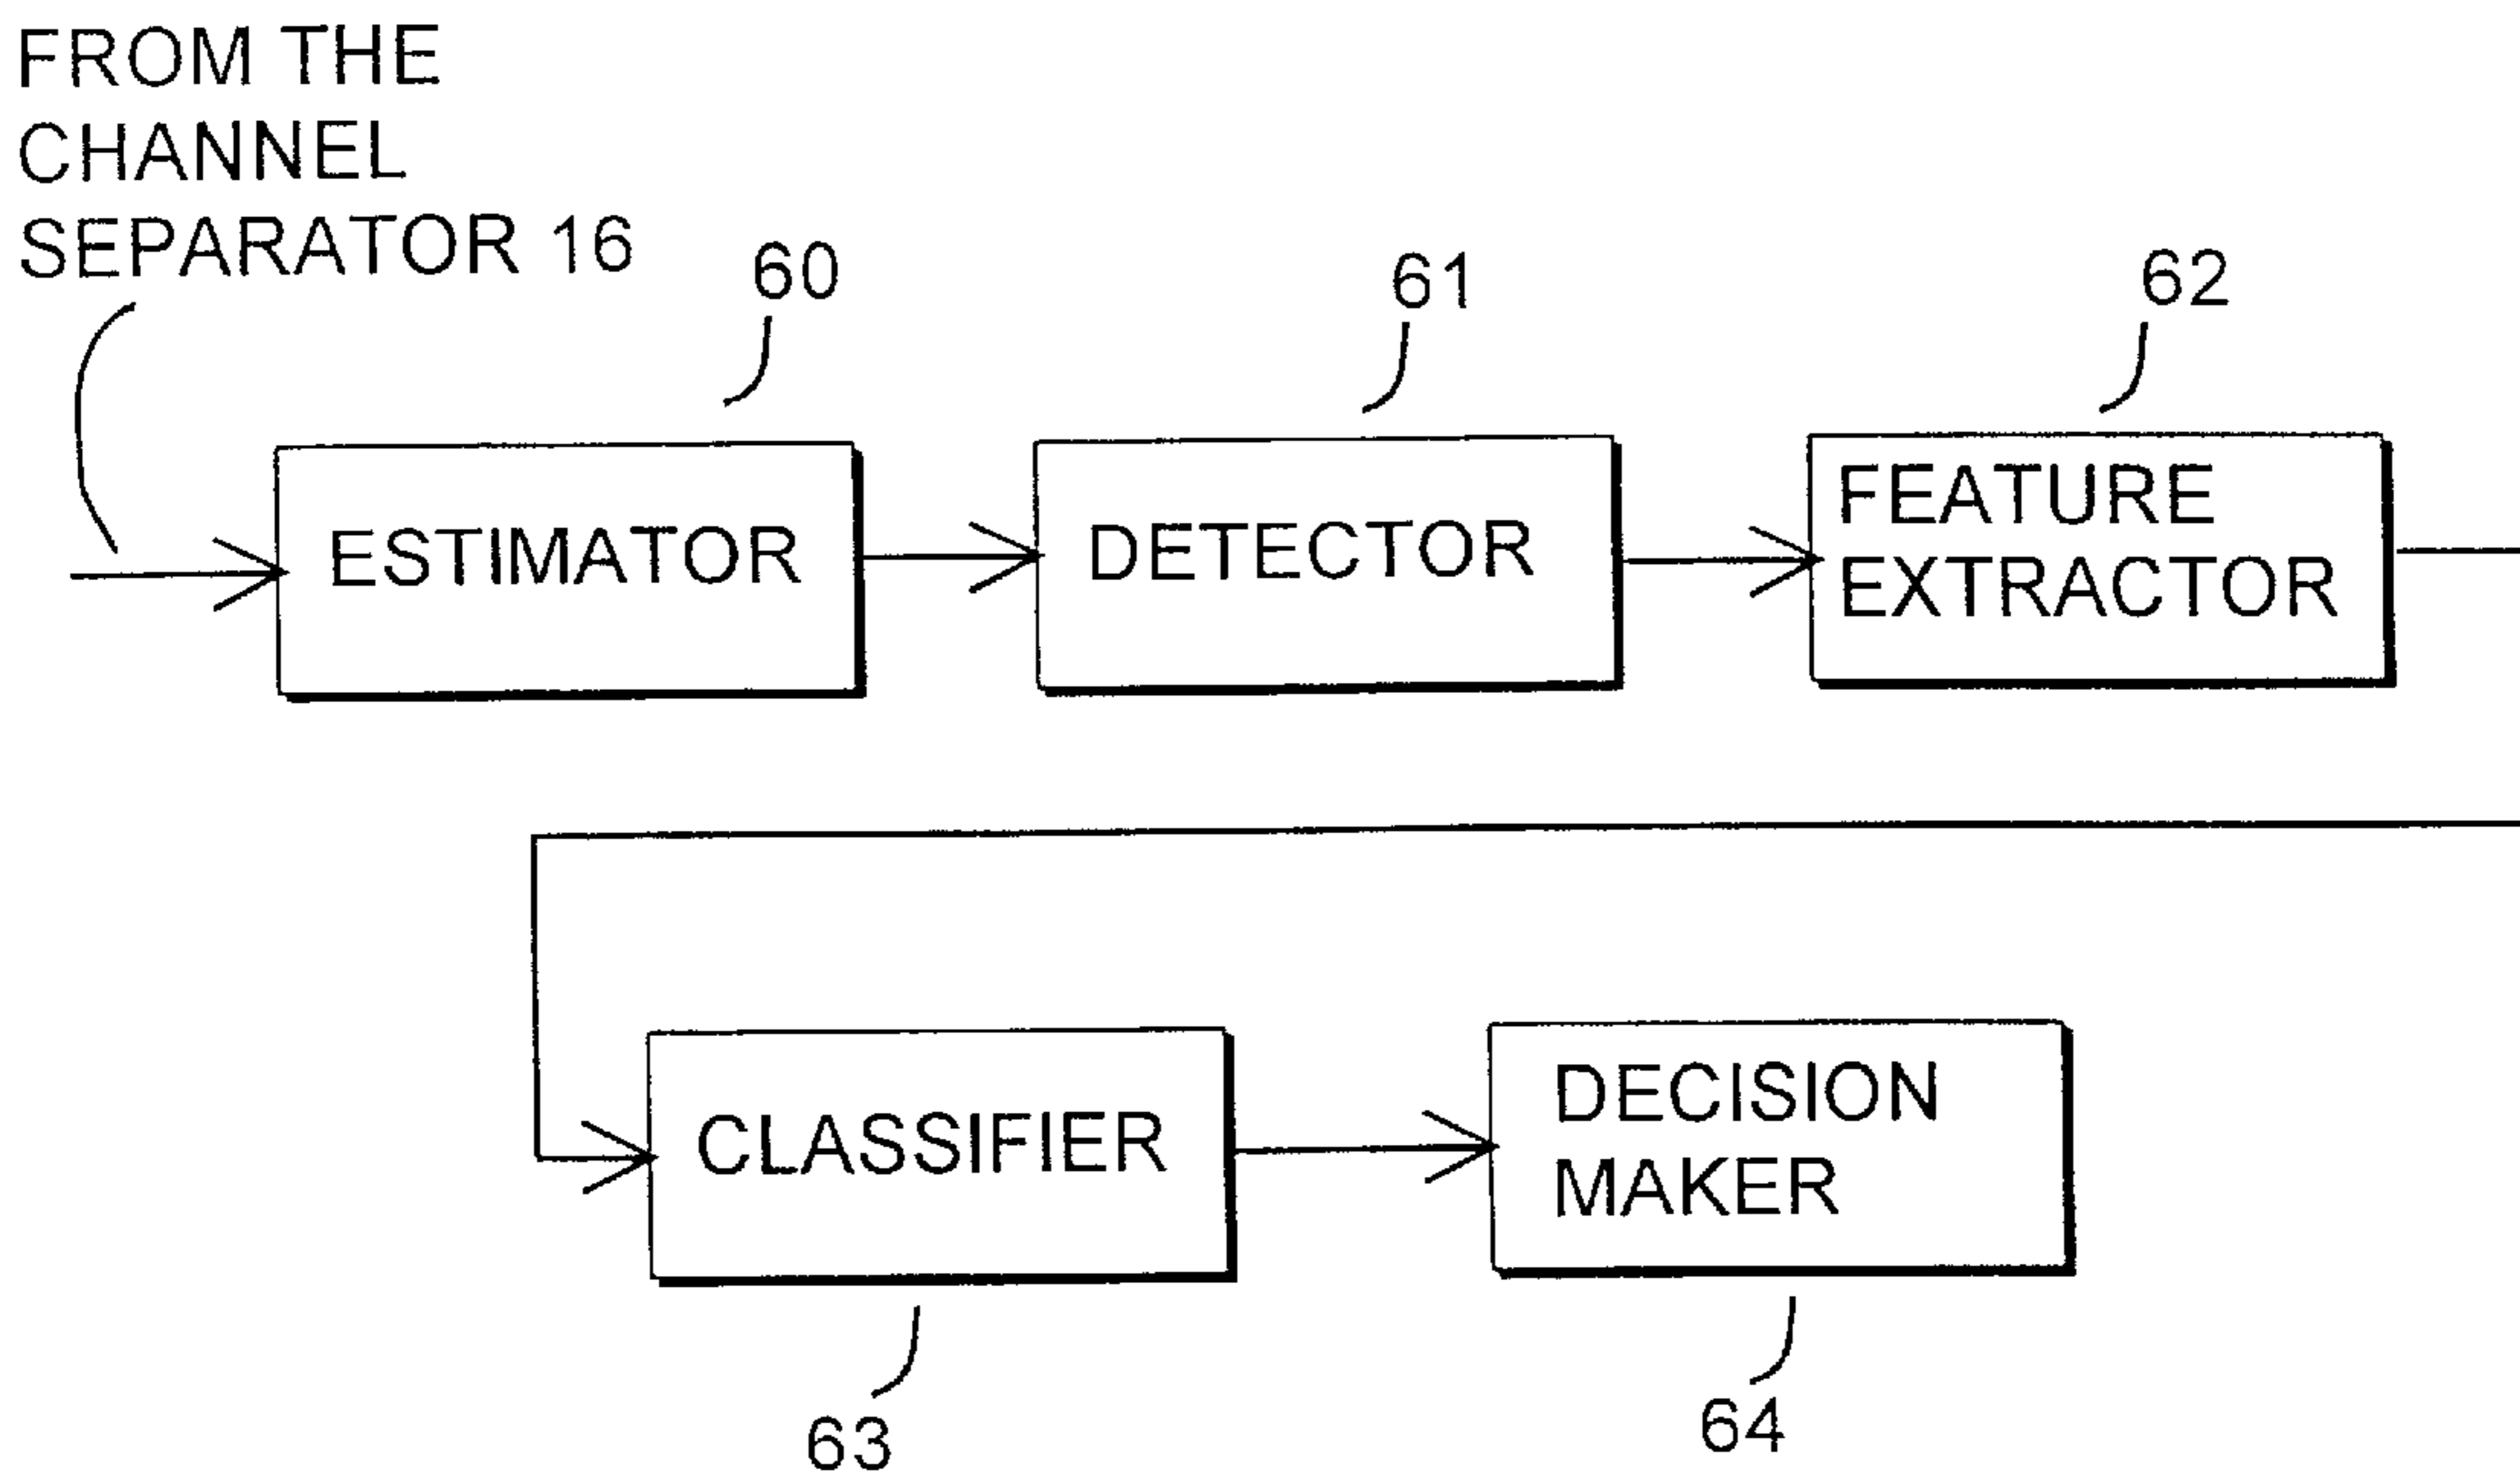 FROM THE
CHANNEL
SEPARATOR 16
60
61
62
ESTIMATOR
DETECTOR
FEATURE
EXTRACTOR
CLASSIFIER
DECISION
MAKER
63
64